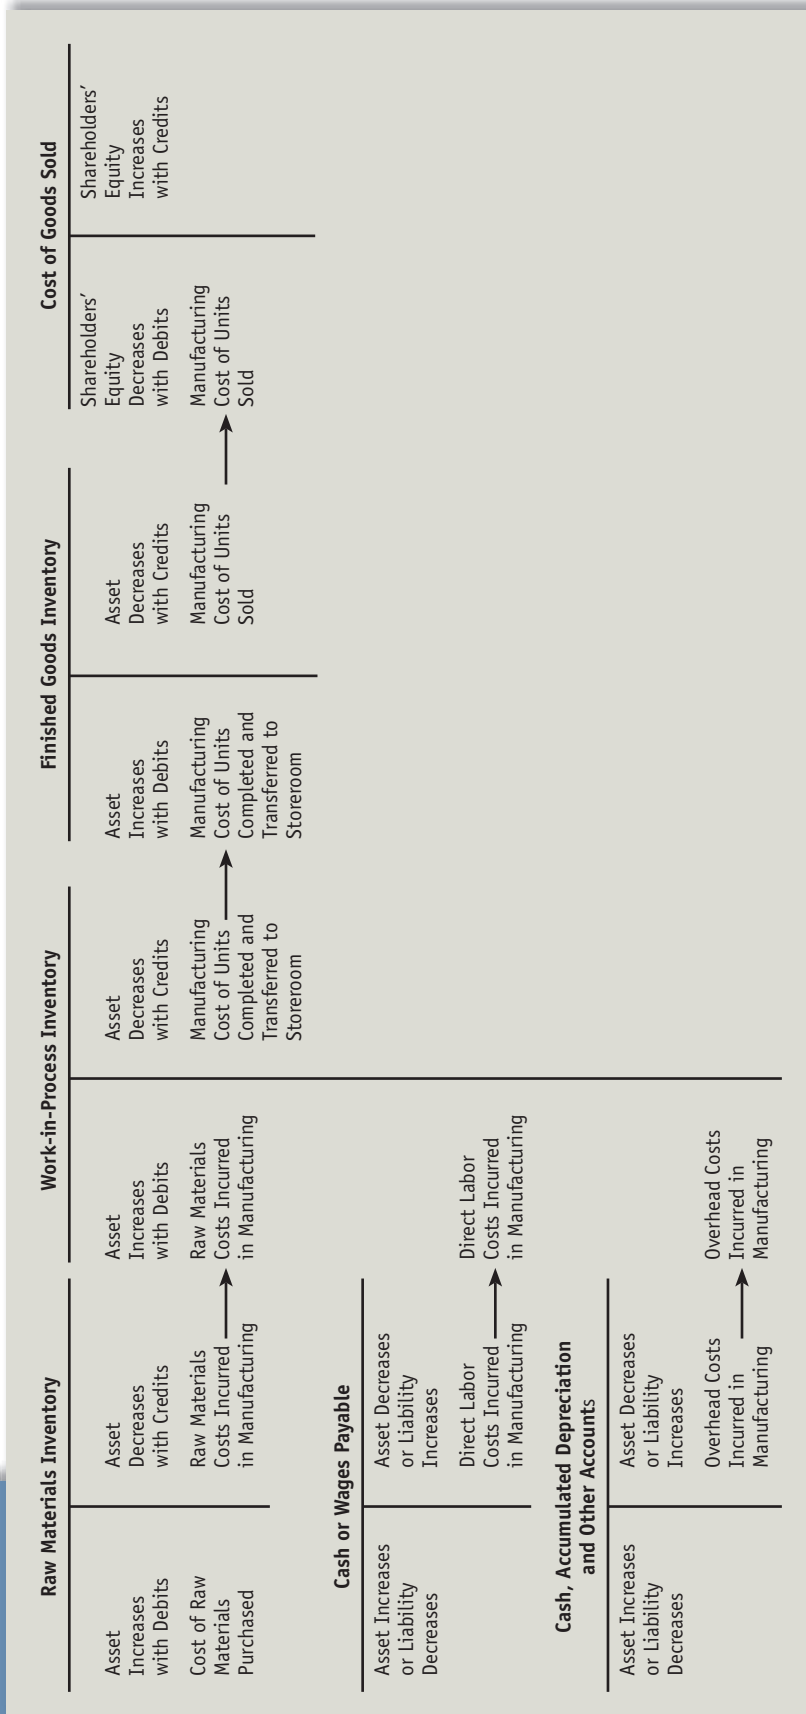 Raw Materials Inventory
Asset
Increases
with Debits
Cost of Raw
Materials
Purchased
Asset
Decreases
with Credits
Raw Materials
Costs Incurred
in Manufacturing
Work-in-Process Inventory
Asset
Increases
with Debits
Raw Materials
Costs Incurred
in Manufacturing
Asset
Decreases
with Credits
Manufacturing
Cost of Units
Completed and
Transferred to
Storeroom
Finished Goods Inventory
Asset
Increases
with Debits
Manufacturing
Cost of Units
Completed and
Transferred to
Storeroom
Asset
Decreases
with Credits
Manufacturing
Cost of Units
Sold
Cost of Goods Sold
Shareholders’
Equity
Decreases
with Debits
Manufacturing
Cost of Units
Sold
Shareholders’
Equity
Increases
with Credits
Cash or Wages Payable
Asset Increases
or Liability
Decreases
Asset Decreases
or Liability
Increases
Direct Labor
Costs Incurred
in Manufacturing
Direct Labor
Costs Incurred
in Manufacturing
Cash, Accumulated Depreciation
and Other Accounts
Asset Increases
or Liability
Decreases
Asset Decreases
or Liability
Increases
Overhead Costs
Incurred in
Manufacturing
Overhead Costs
Incurred in
Manufacturing